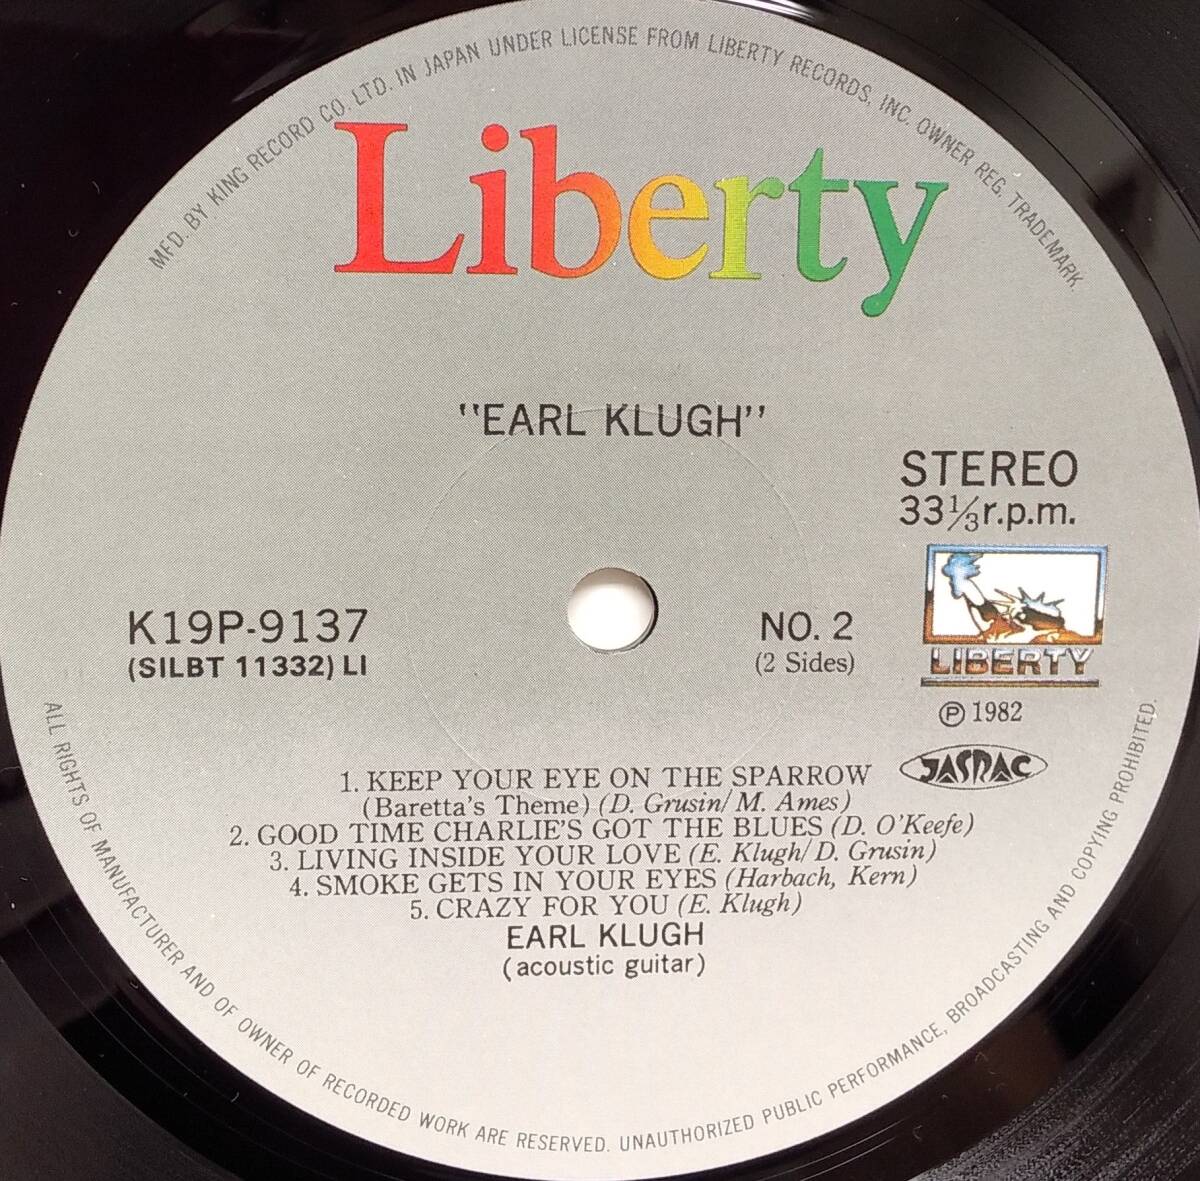 MFD. BY KING RECORD CO. LTD. IN JAPAN UNDER LICENSE FROM LIBERTY RECORDS, INC. OWNER REG. TRADEMARK.
Liberty
"EARL KLUGH"
STEREO
33⅓r.p.m.
K19P-9137
(SILBT 11332) LI
NO. 2
(2 Sides)
LIBERTY
Ⓟ 1982
JASRAC
1. KEEP YOUR EYE ON THE SPARROW
(Baretta's Theme) (D. Grusin/M. Ames)
2. GOOD TIME CHARLIE'S GOT THE BLUES (D. O'Keefe)
3. LIVING INSIDE YOUR LOVE (E. Klugh/D. Grusin)
4. SMOKE GETS IN YOUR EYES (Harbach, Kern)
5. CRAZY FOR YOU (E. Klugh)
EARL KLUGH
(acoustic guitar)
ALL RIGHTS OF MANUFACTURER AND OF OWNER OF RECORDED WORK ARE RESERVED. UNAUTHORIZED PUBLIC PERFORMANCE, BROADCASTING AND COPYING PROHIBITED.